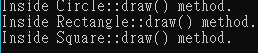 Inside Circle::draw() method.
Inside Rectangle::draw() method.
Inside Square::draw() method.